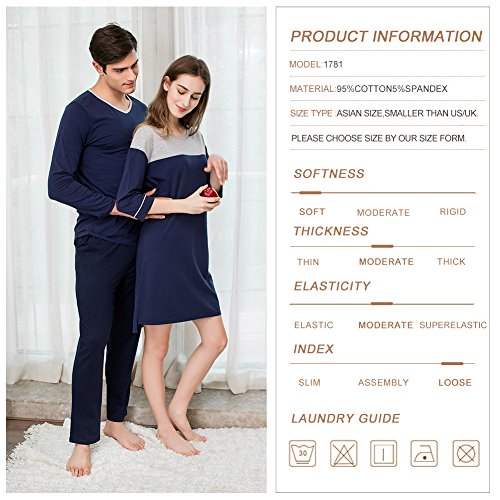 PRODUCT INFORMATION
MODEL:1781
MATERIAL:95%COTTON5%SPANDEX
SIZE TYPE :ASIAN SIZE,SMALLER THAN US/UK.
PLEASE CHOOSE SIZE BY OUR SIZE FORM.
SOFTNESS
SOFT MODERATE RIGID
THICKNESS
THIN MODERATE THICK
ELASTICITY
ELASTIC MODERATE SUPERELASTIC
INDEX
SLIM ASSEMBLY LOOSE
LAUNDRY GUIDE
30